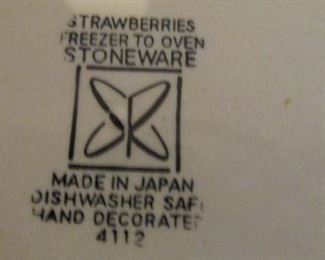 STRAWBERRIES
FREEZER TO OVEN
STONEWARE
MADE IN JAPAN
DISHWASHER SAFE
HAND DECORATED
4112